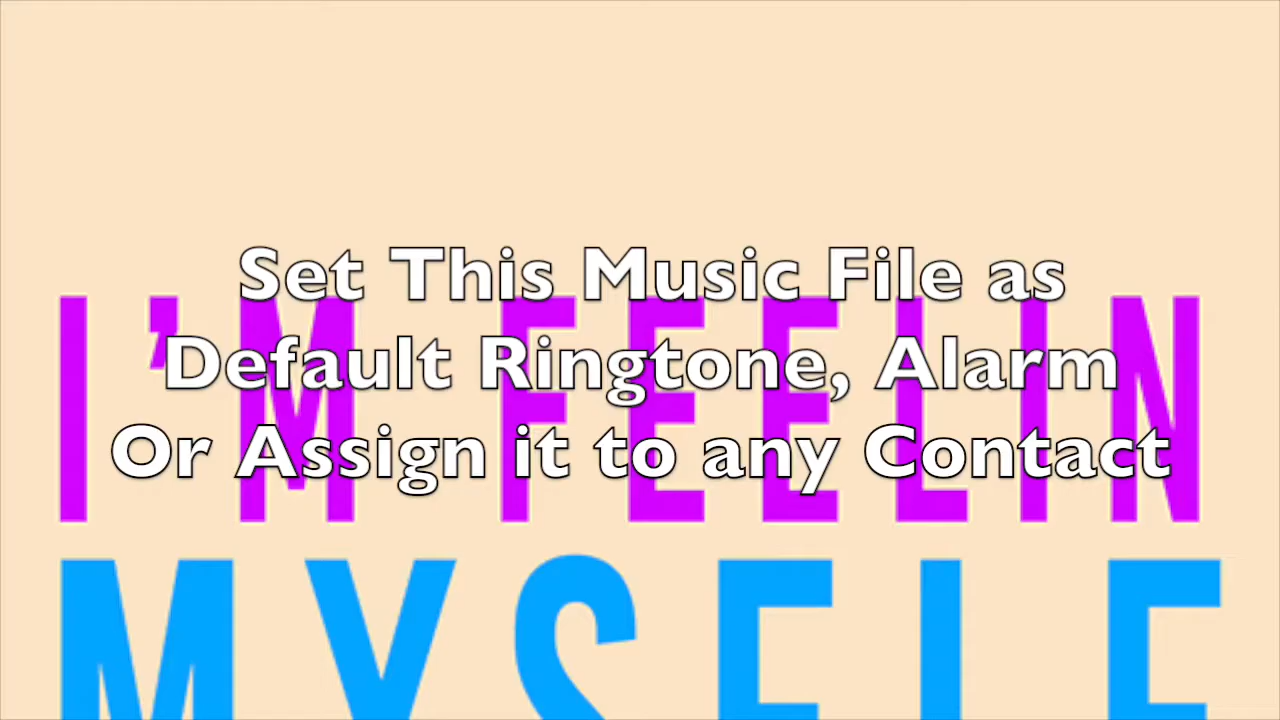 Set This Music File as
I'M FEELIN
Default Ringtone, Alarm
Or Assign it to any Contact
MYSELF